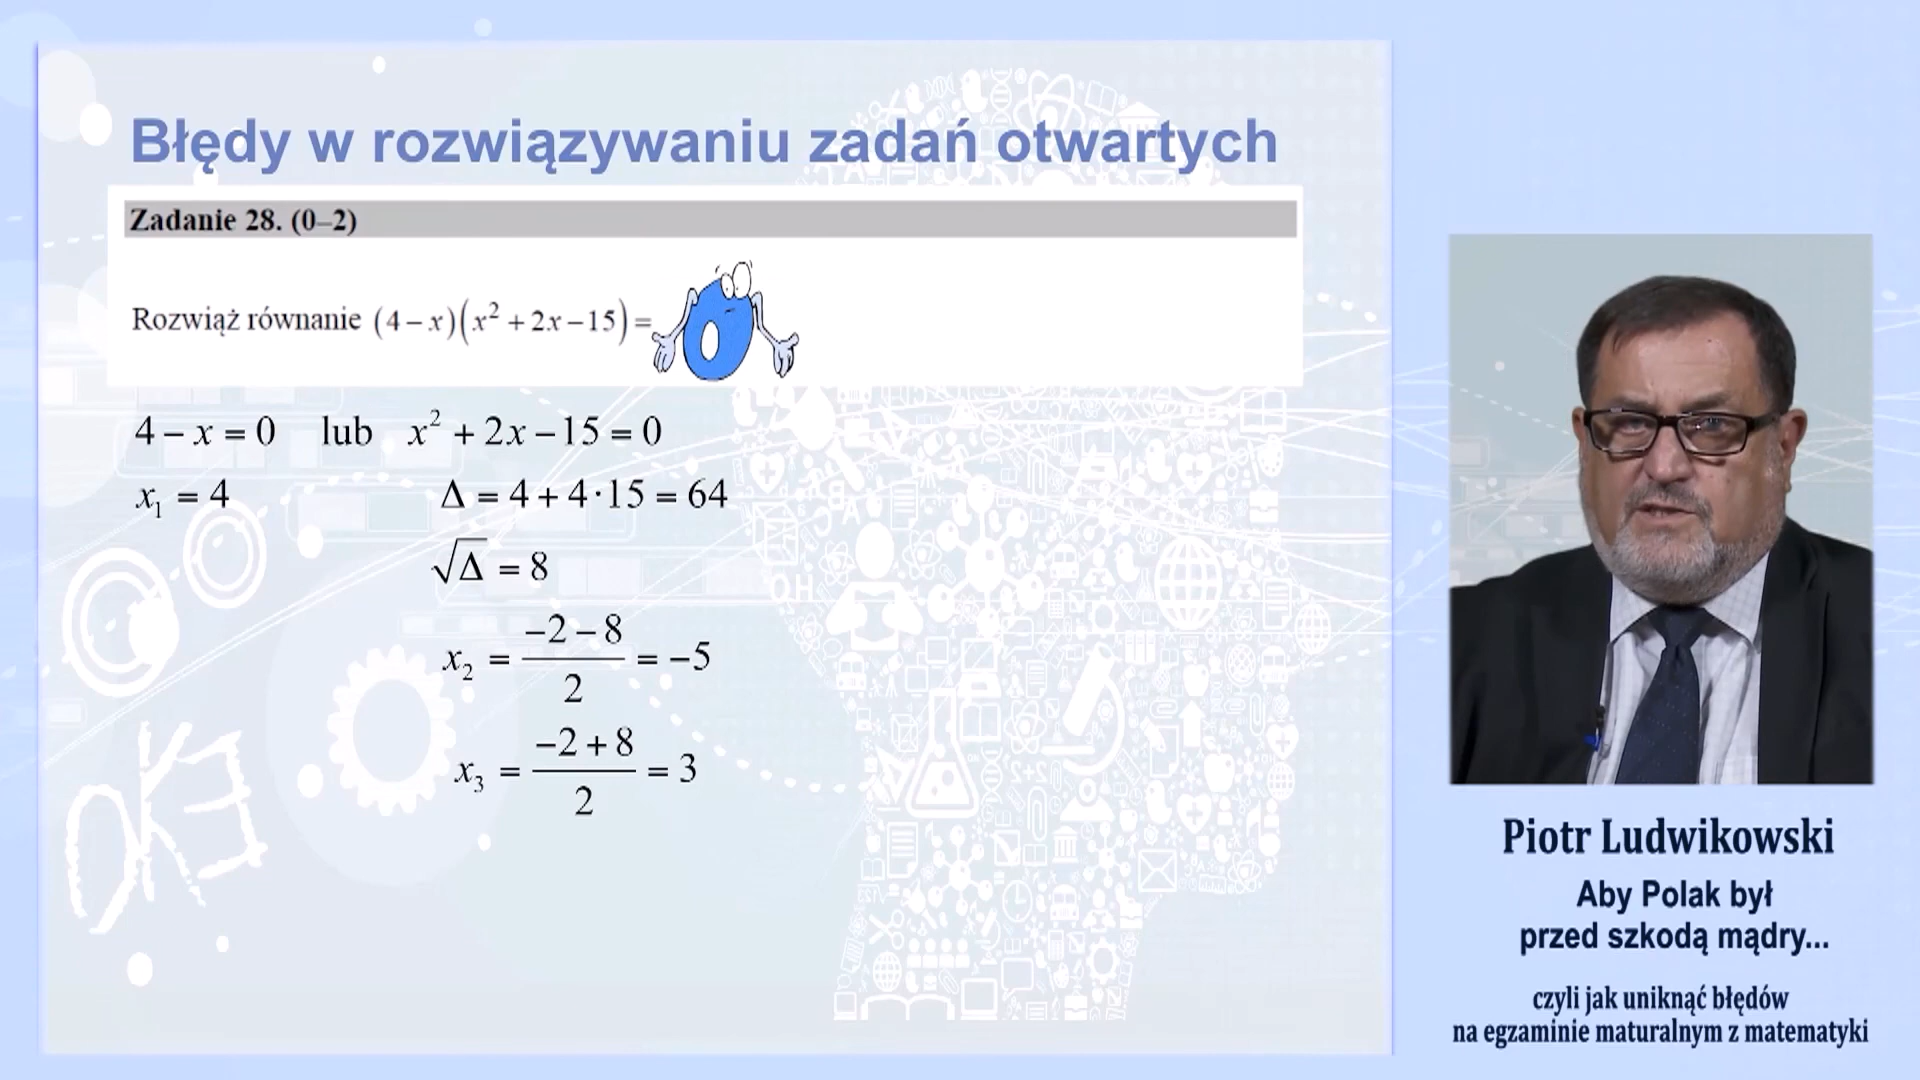 Błędy w rozwiązywaniu zadań otwartych
Zadanie 28. (0–2)
Rozwiąż równanie (4 – x)(x² + 2x – 15) = 0
4 – x = 0 lub x² + 2x – 15 = 0
x₁ = 4 Δ = 4 + 4·15 = 64
√Δ = 8
x₂ = (–2 – 8)/2 = –5
x₃ = (–2 + 8)/2 = 3
OKE
Piotr Ludwikowski
Aby Polak był
przed szkodą mądry...
czyli jak uniknąć błędów
na egzaminie maturalnym z matematyki